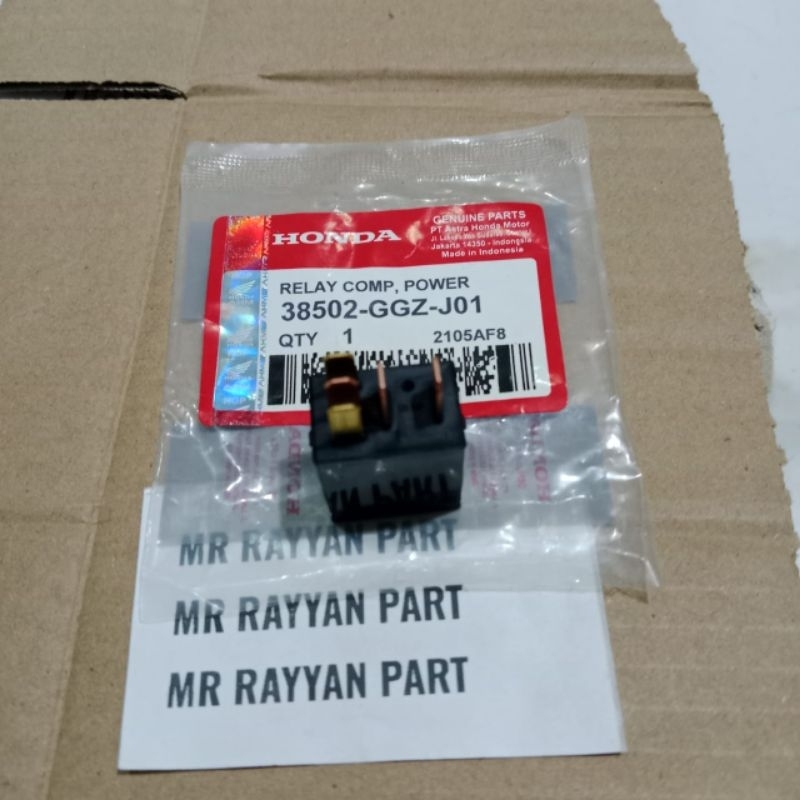 GENUINE PARTS
PT Astra Honda Motor
Jakarta 14350 - Indonesia
Made in Indonesia
HONDA
RELAY COMP, POWER
38502-GGZ-J01
QTY 1 2105AF8
HONDA
MR RAYYAN PART
MR RAYYAN PART
MR RAYYAN PART